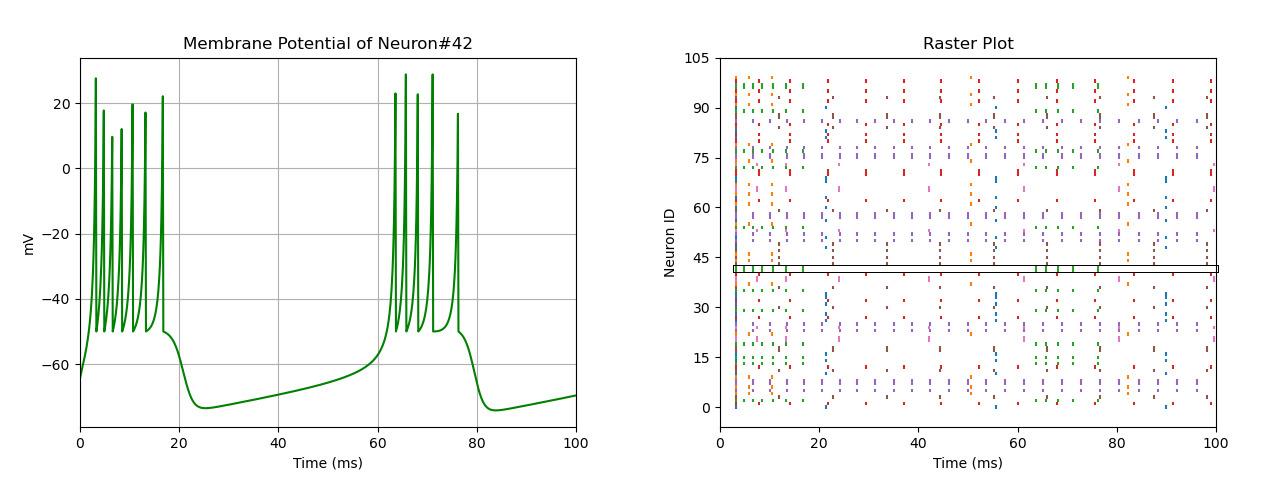 Membrane Potential of Neuron#42
mV
20
0
−20
−40
−60
0 20 40 60 80 100
Time (ms)
Raster Plot
Neuron ID
105
90
75
60
45
30
15
0
0 20 40 60 80 100
Time (ms)